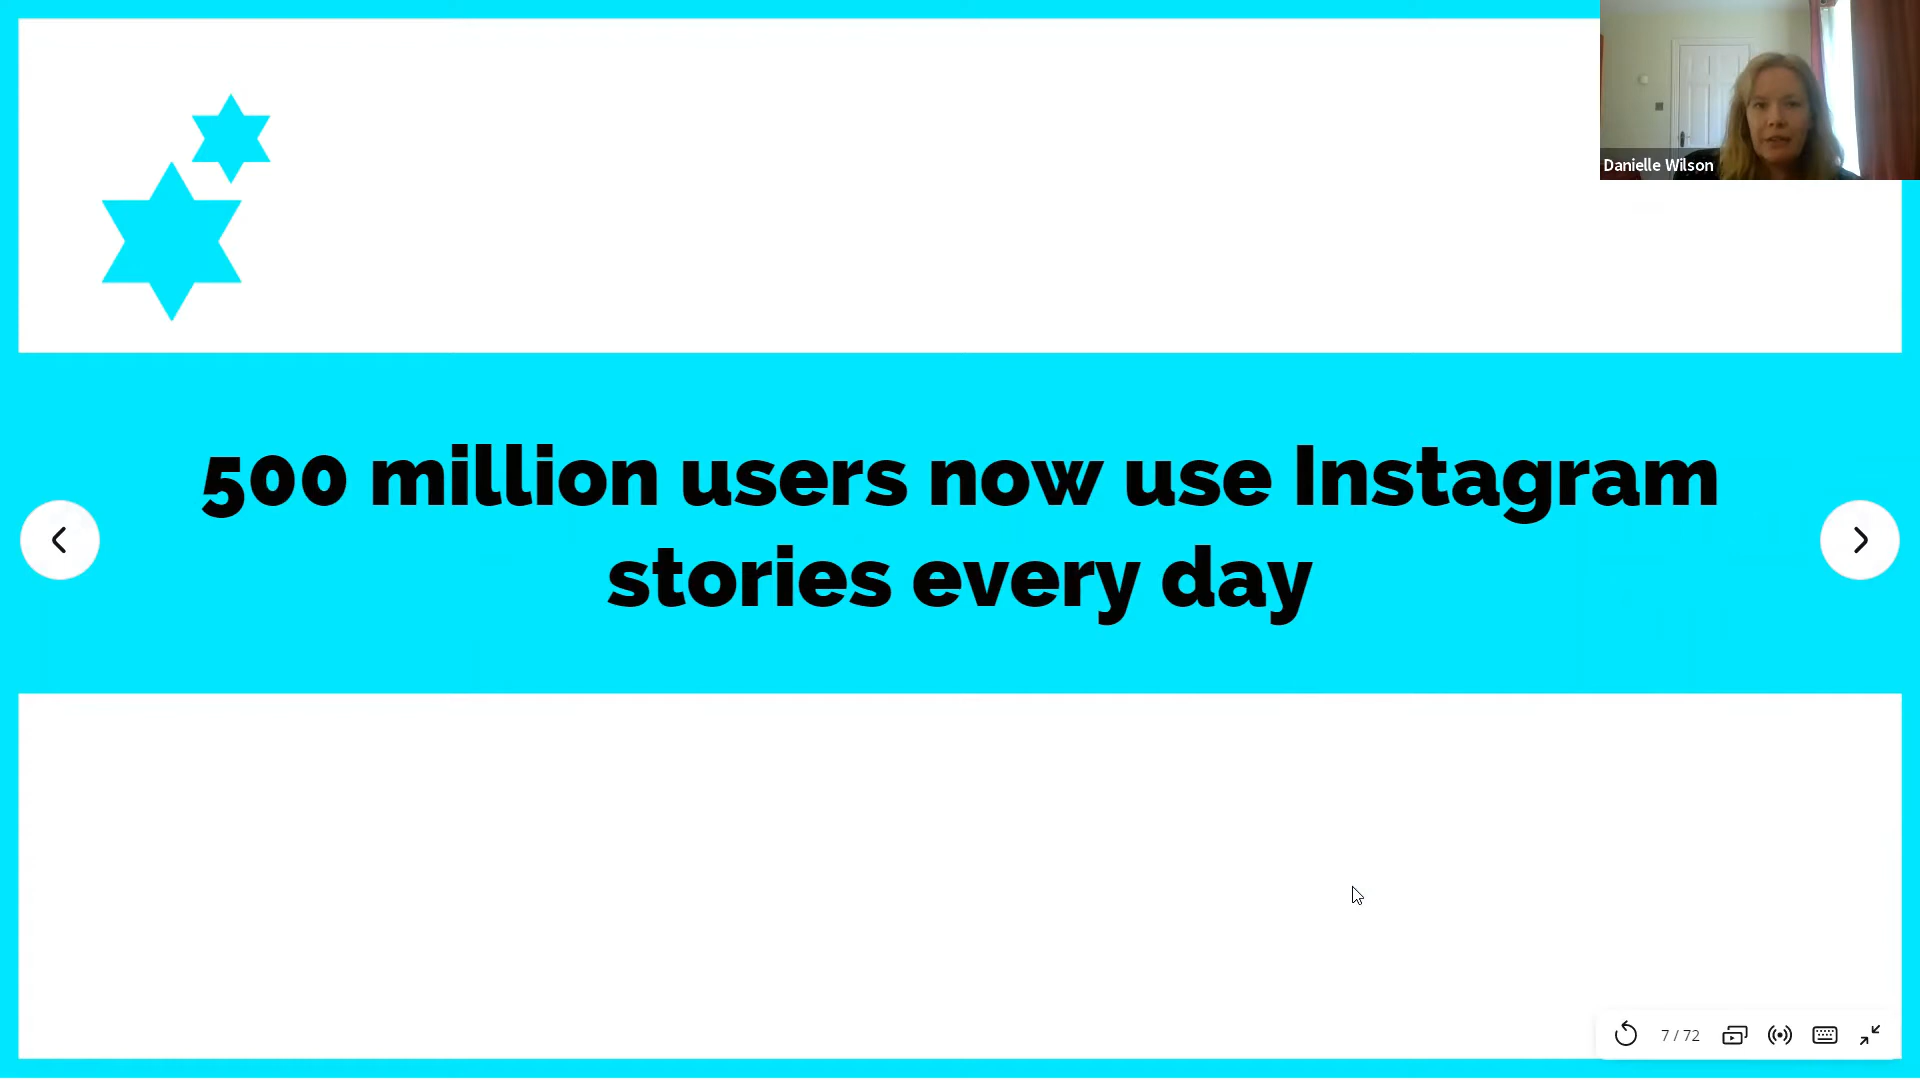 Danielle Wilson
500 million users now use Instagram
stories every day
7 / 72